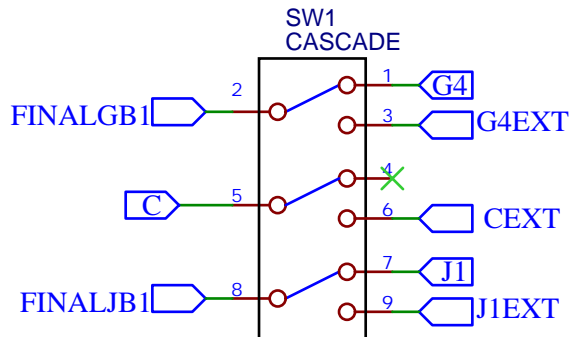 SW1
CASCADE
1
G4
2
FINALGB1
3
G4EXT
4
5
C
6
CEXT
7
J1
8
FINALJB1
9
J1EXT